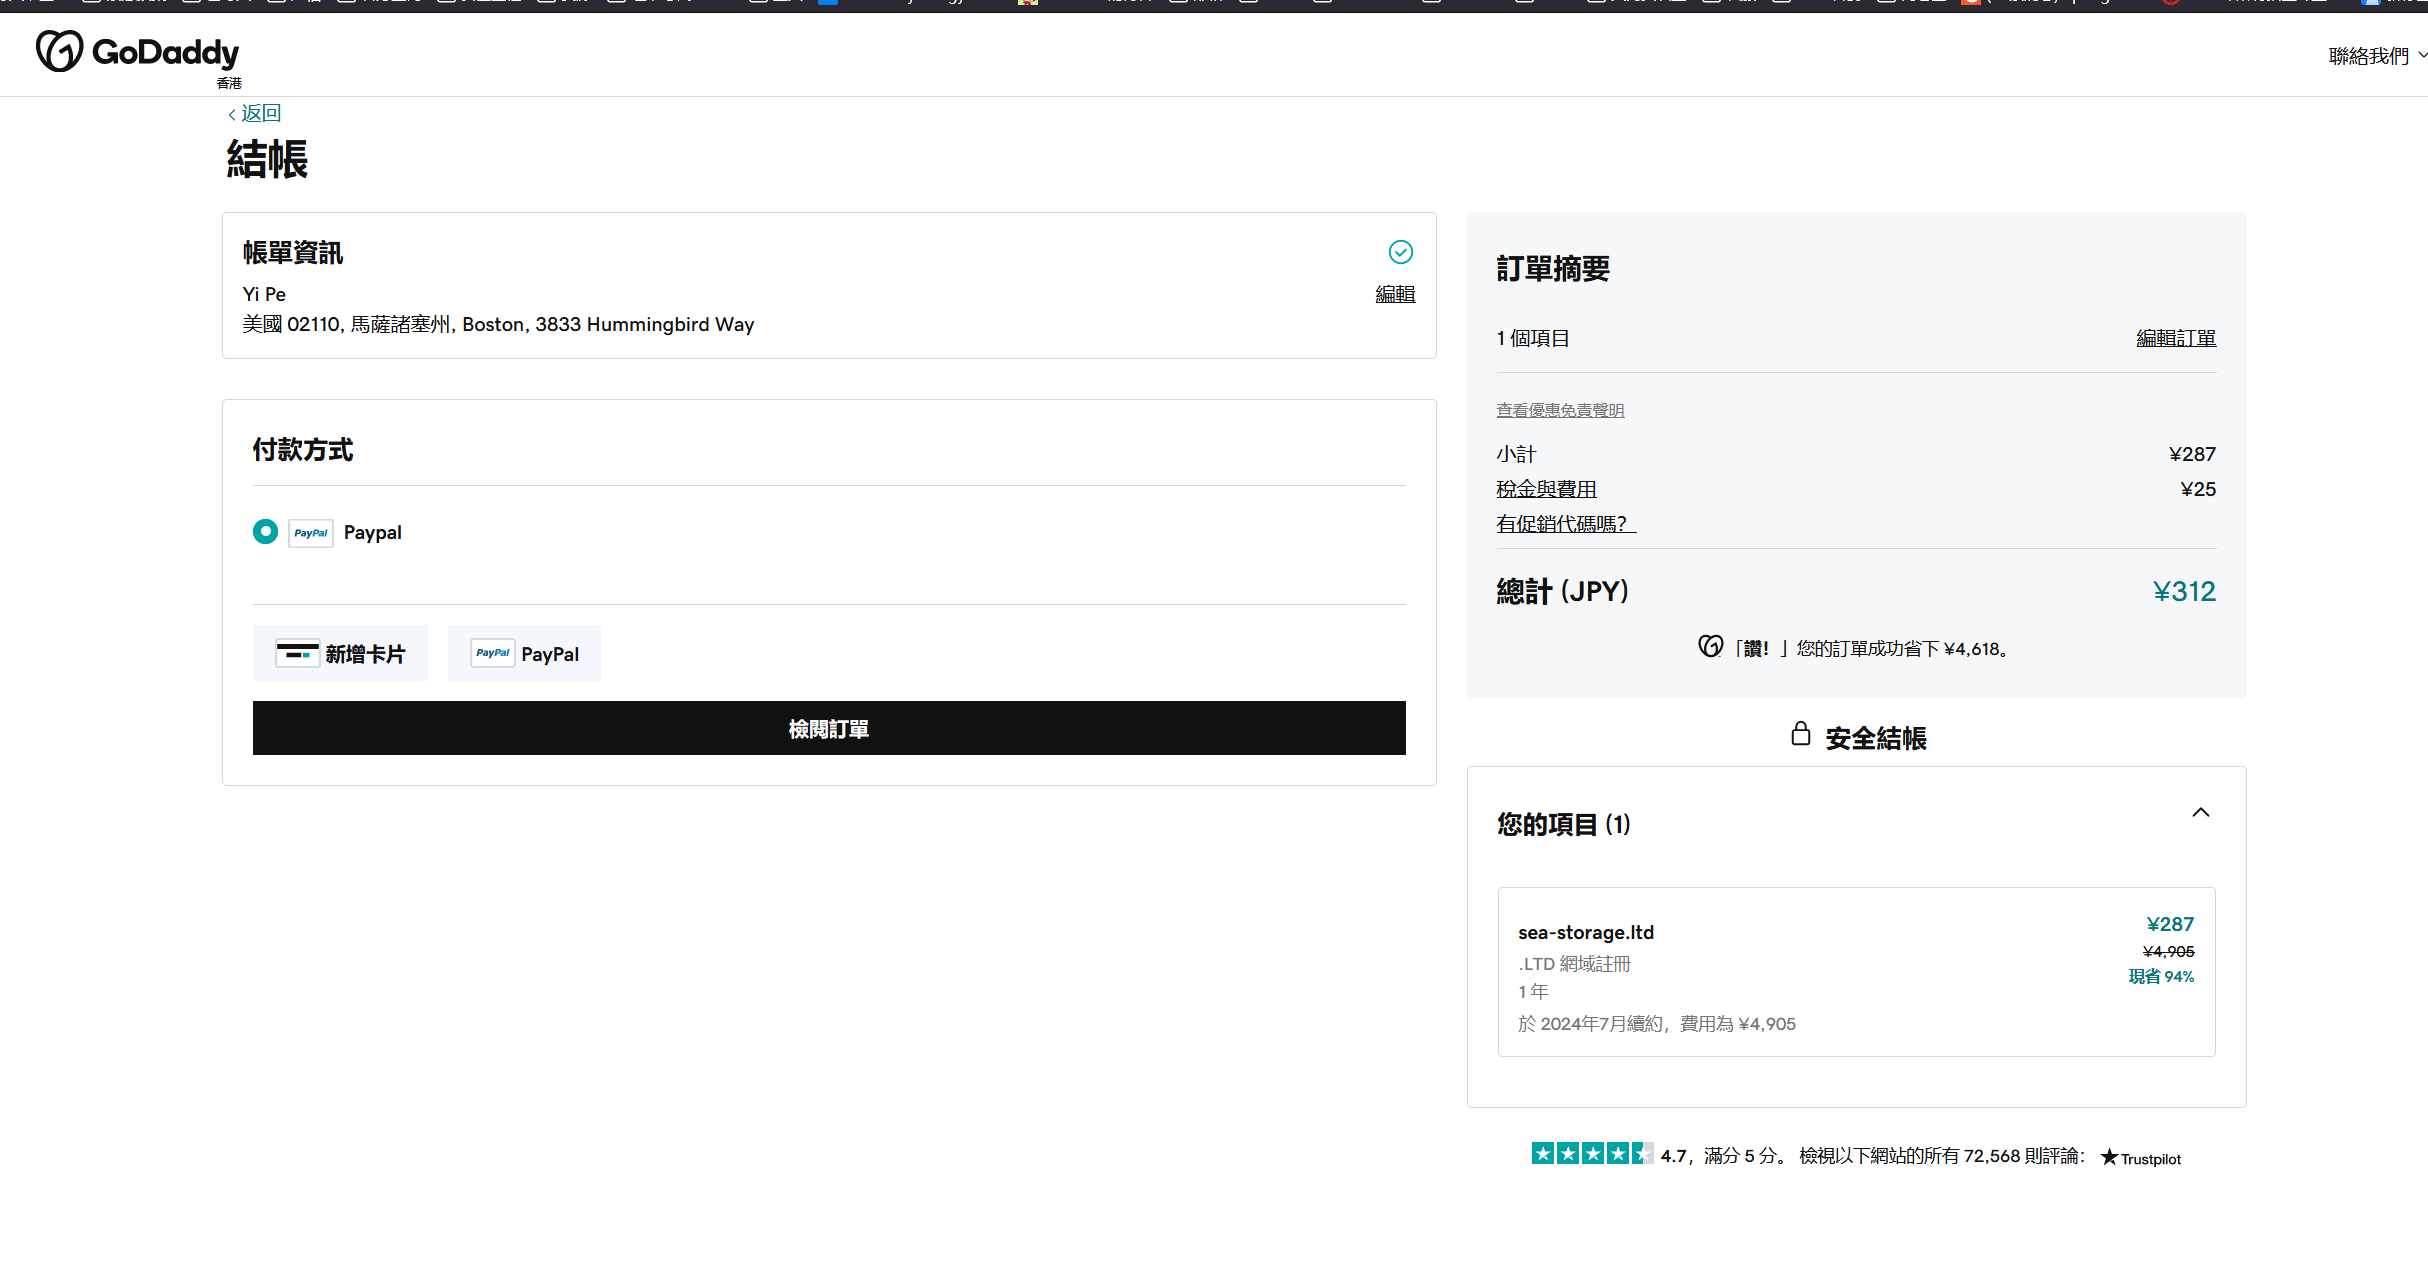 GoDaddy
香港
聯絡我們
返回
結帳
帳單資訊
Yi Pe
編輯
美國 02110, 馬薩諸塞州, Boston, 3833 Hummingbird Way
付款方式
PayPal Paypal
新增卡片
PayPal PayPal
檢閱訂單
訂單摘要
1 個項目
編輯訂單
查看優惠免責聲明
小計
¥287
稅金與費用
¥25
有促銷代碼嗎？
總計 (JPY)
¥312
「讚！」您的訂單成功省下 ¥4,618。
安全結帳
您的項目 (1)
sea-storage.ltd
¥287
¥4,905
.LTD 網域註冊
現省 94%
1 年
於 2024年7月續約，費用為 ¥4,905
4.7，滿分 5 分。 檢視以下網站的所有 72,568 則評論： Trustpilot